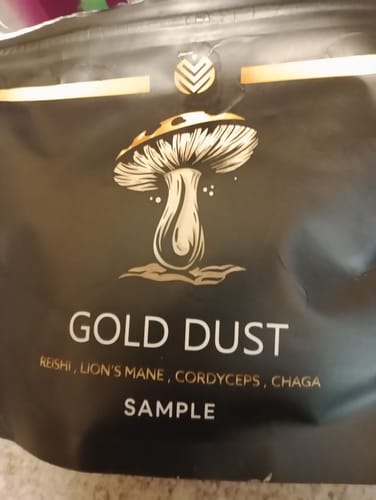 GOLD DUST
REISHI , LION'S MANE , CORDYCEPS , CHAGA
SAMPLE